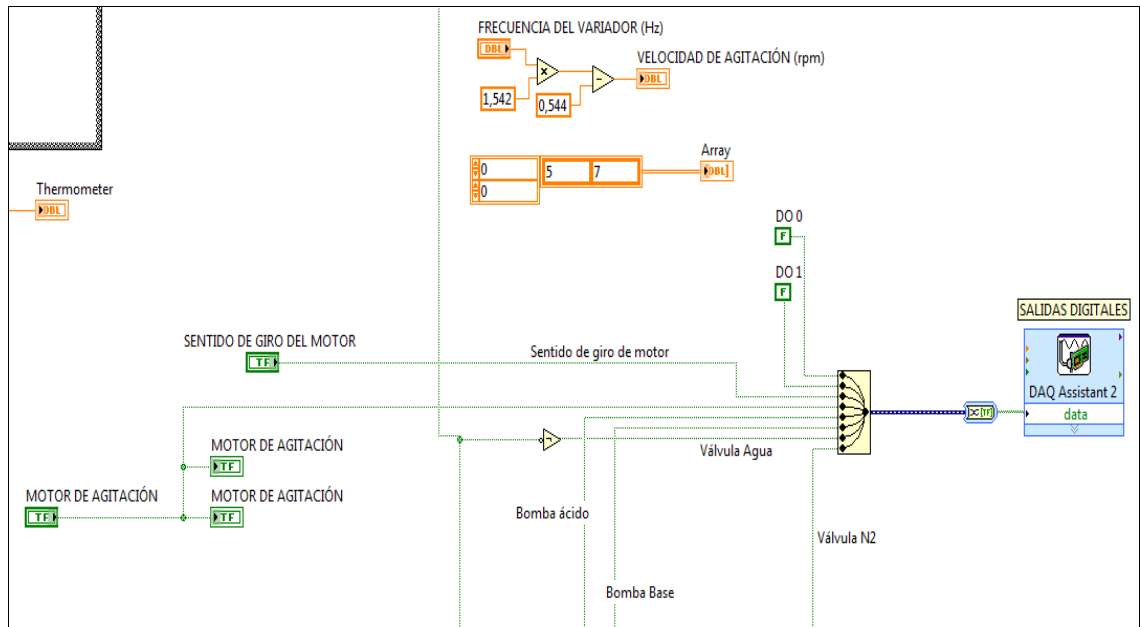 FRECUENCIA DEL VARIADOR (Hz)
DBL
VELOCIDAD DE AGITACIÓN (rpm)
x
-
DBL
1,542
0,544
Array
0
5
7
DBL]
0
Thermometer
DBL
DO 0
F
DO 1
F
SALIDAS DIGITALES
SENTIDO DE GIRO DEL MOTOR
TF
Sentido de giro de motor
DAQ Assistant 2
[TF]
data
MOTOR DE AGITACIÓN
TF
Válvula Agua
MOTOR DE AGITACIÓN
TF
MOTOR DE AGITACIÓN
TF
Bomba ácido
Válvula N2
Bomba Base